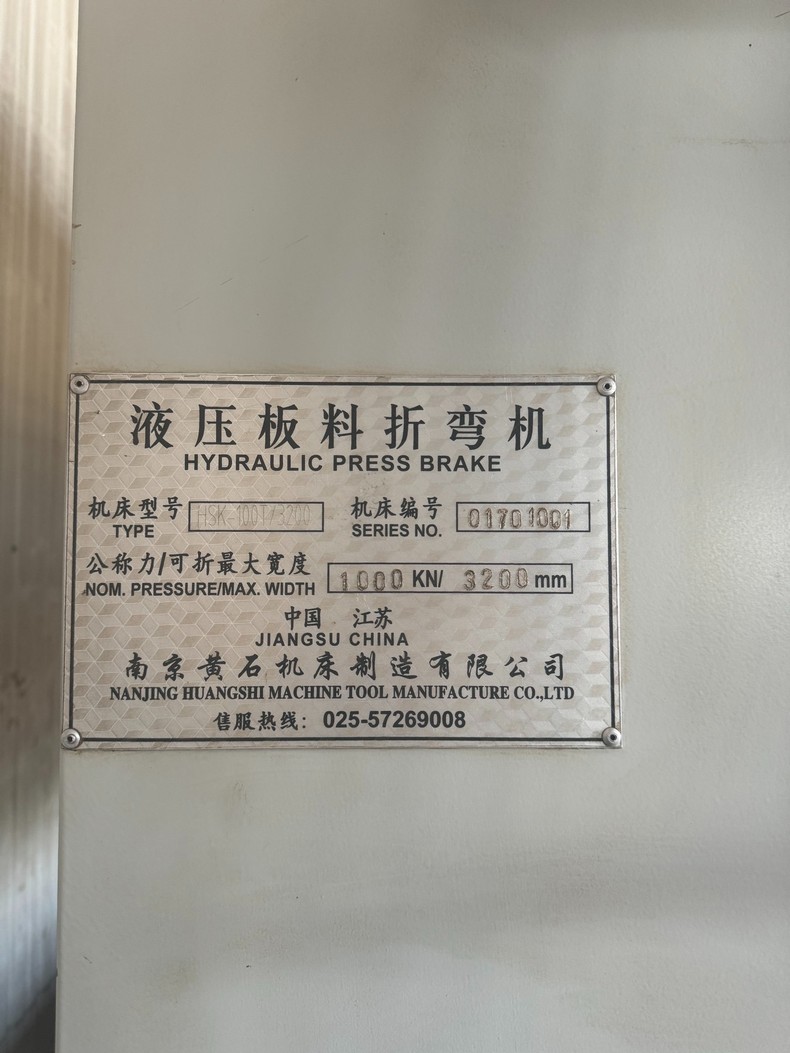 液压板料折弯机
HYDRAULIC PRESS BRAKE
机床型号 HSK-100T/3200 机床编号 01701001
TYPE SERIES NO.
公称力/可折最大宽度 1000 KN/ 3200 mm
NOM. PRESSURE/MAX. WIDTH
中国 江苏
JIANGSU CHINA
南京黄石机床制造有限公司
NANJING HUANGSHI MACHINE TOOL MANUFACTURE CO.,LTD
售服热线：025-57269008